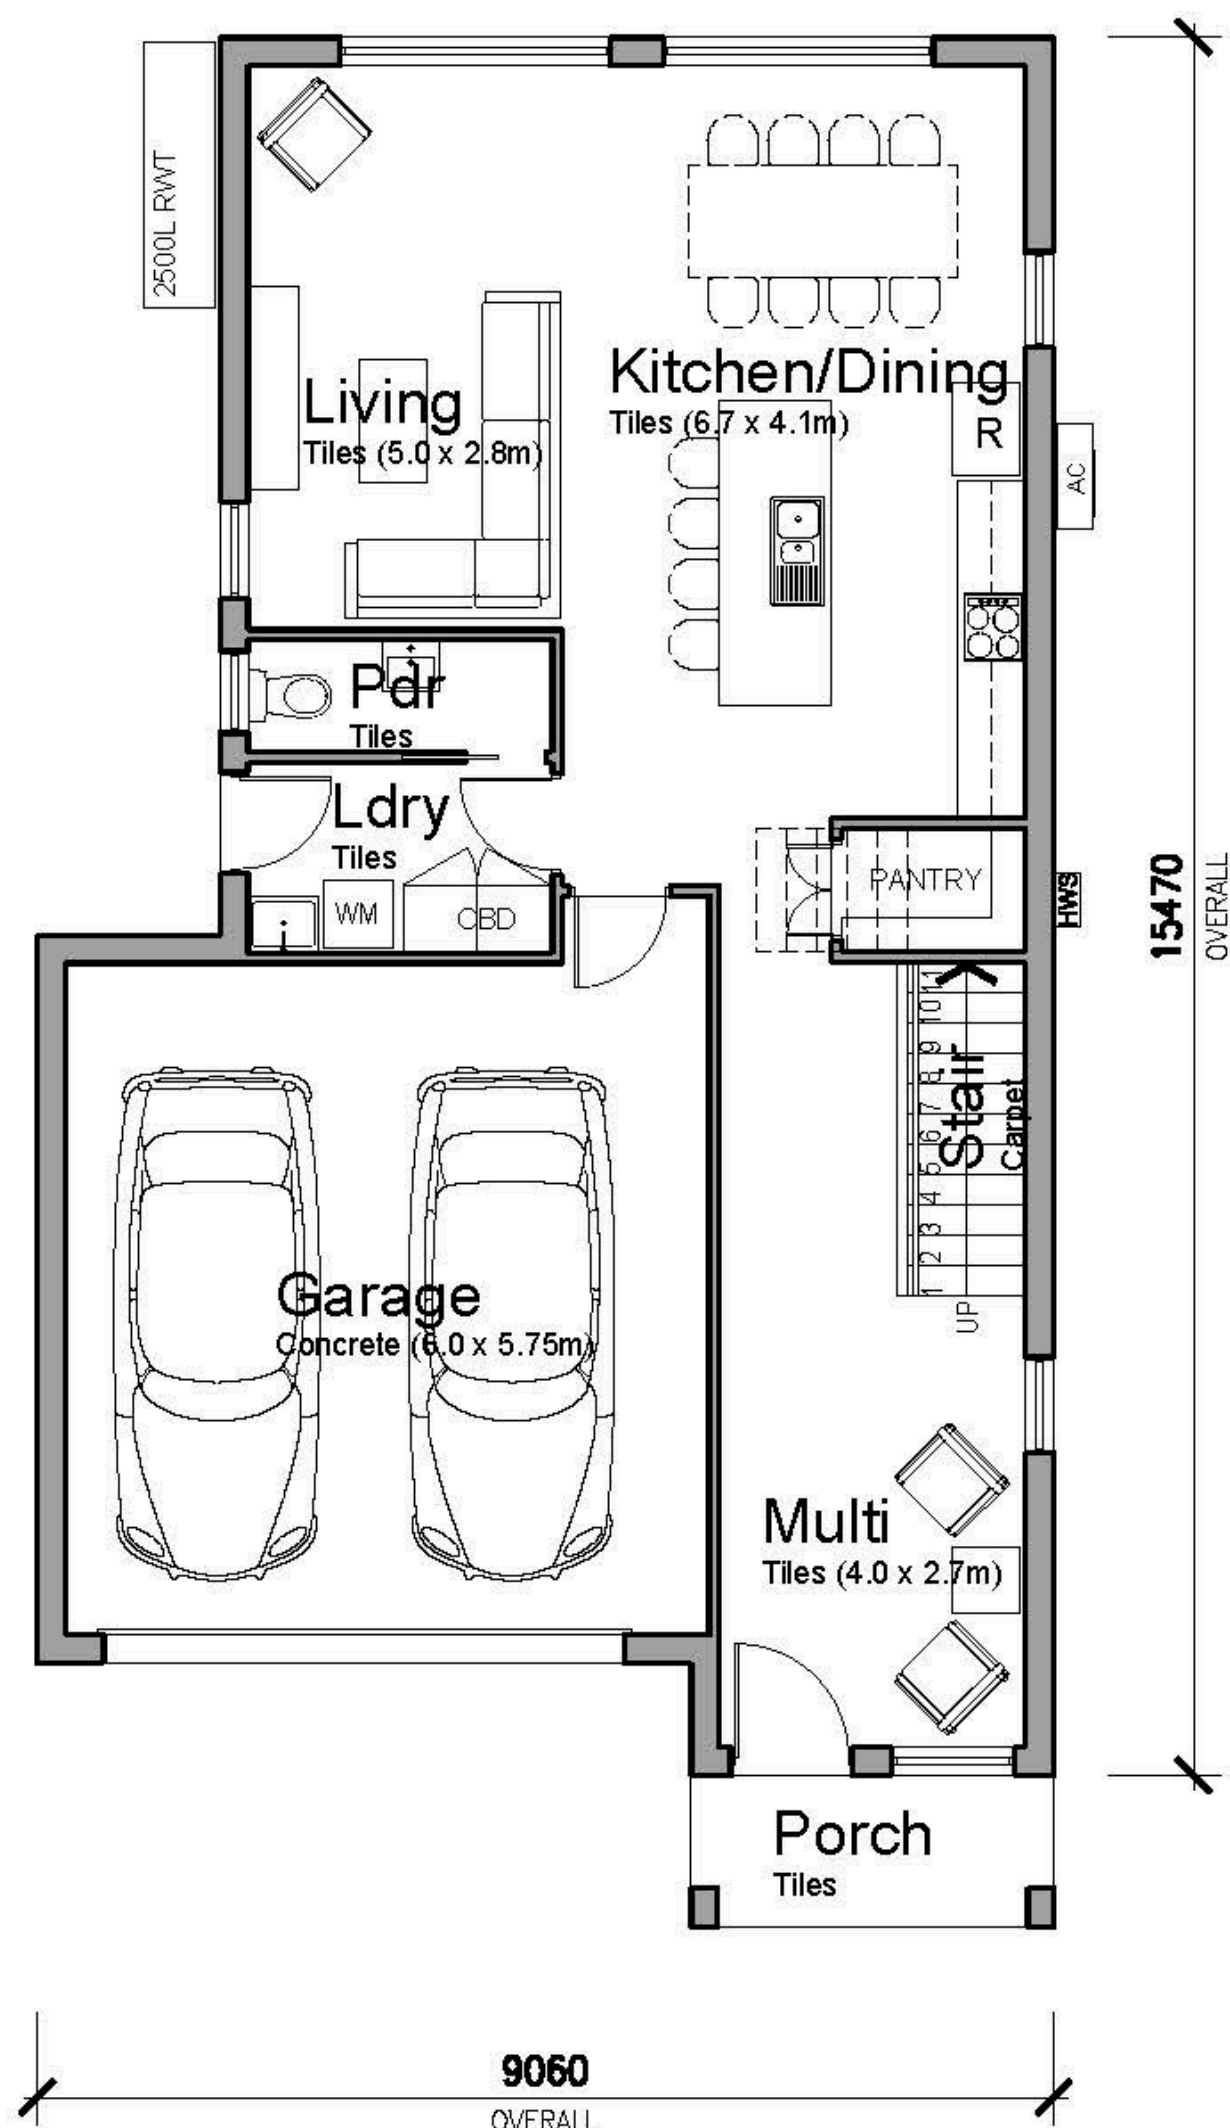 2500L RWT
Kitchen/Dining
Tiles (6.7 x 4.1m)
Living
Tiles (5.0 x 2.8m)
R
AC
Pdr
Tiles
Ldry
Tiles
WM
CBD
PANTRY
HWS
15470
OVERALL
11
10
9
8
7
6
5
4
3
2
1
Stair
Carpet
UP
Garage
Concrete (6.0 x 5.75m)
Multi
Tiles (4.0 x 2.7m)
Porch
Tiles
9060
OVERALL